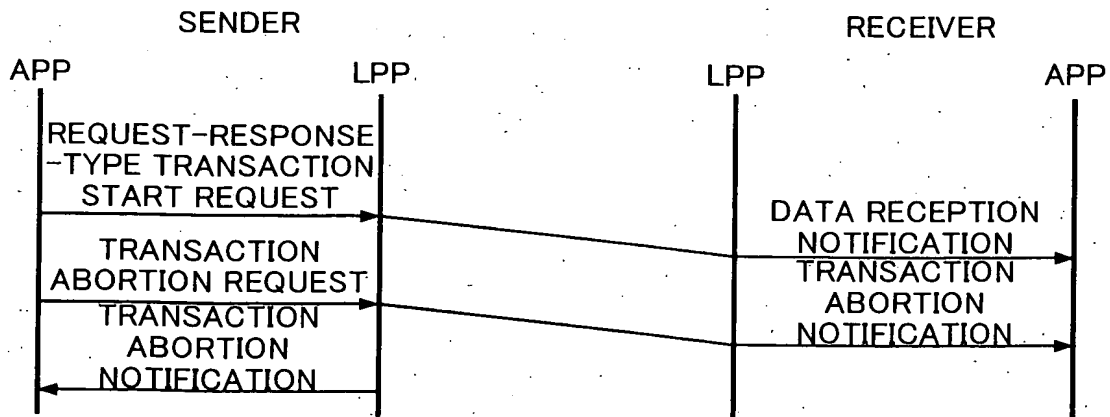 SENDER
RECEIVER
APP
LPP
LPP
APP
REQUEST-RESPONSE
-TYPE TRANSACTION
START REQUEST
DATA RECEPTION
NOTIFICATION
TRANSACTION
ABORTION REQUEST
TRANSACTION
ABORTION
NOTIFICATION
TRANSACTION
ABORTION
NOTIFICATION